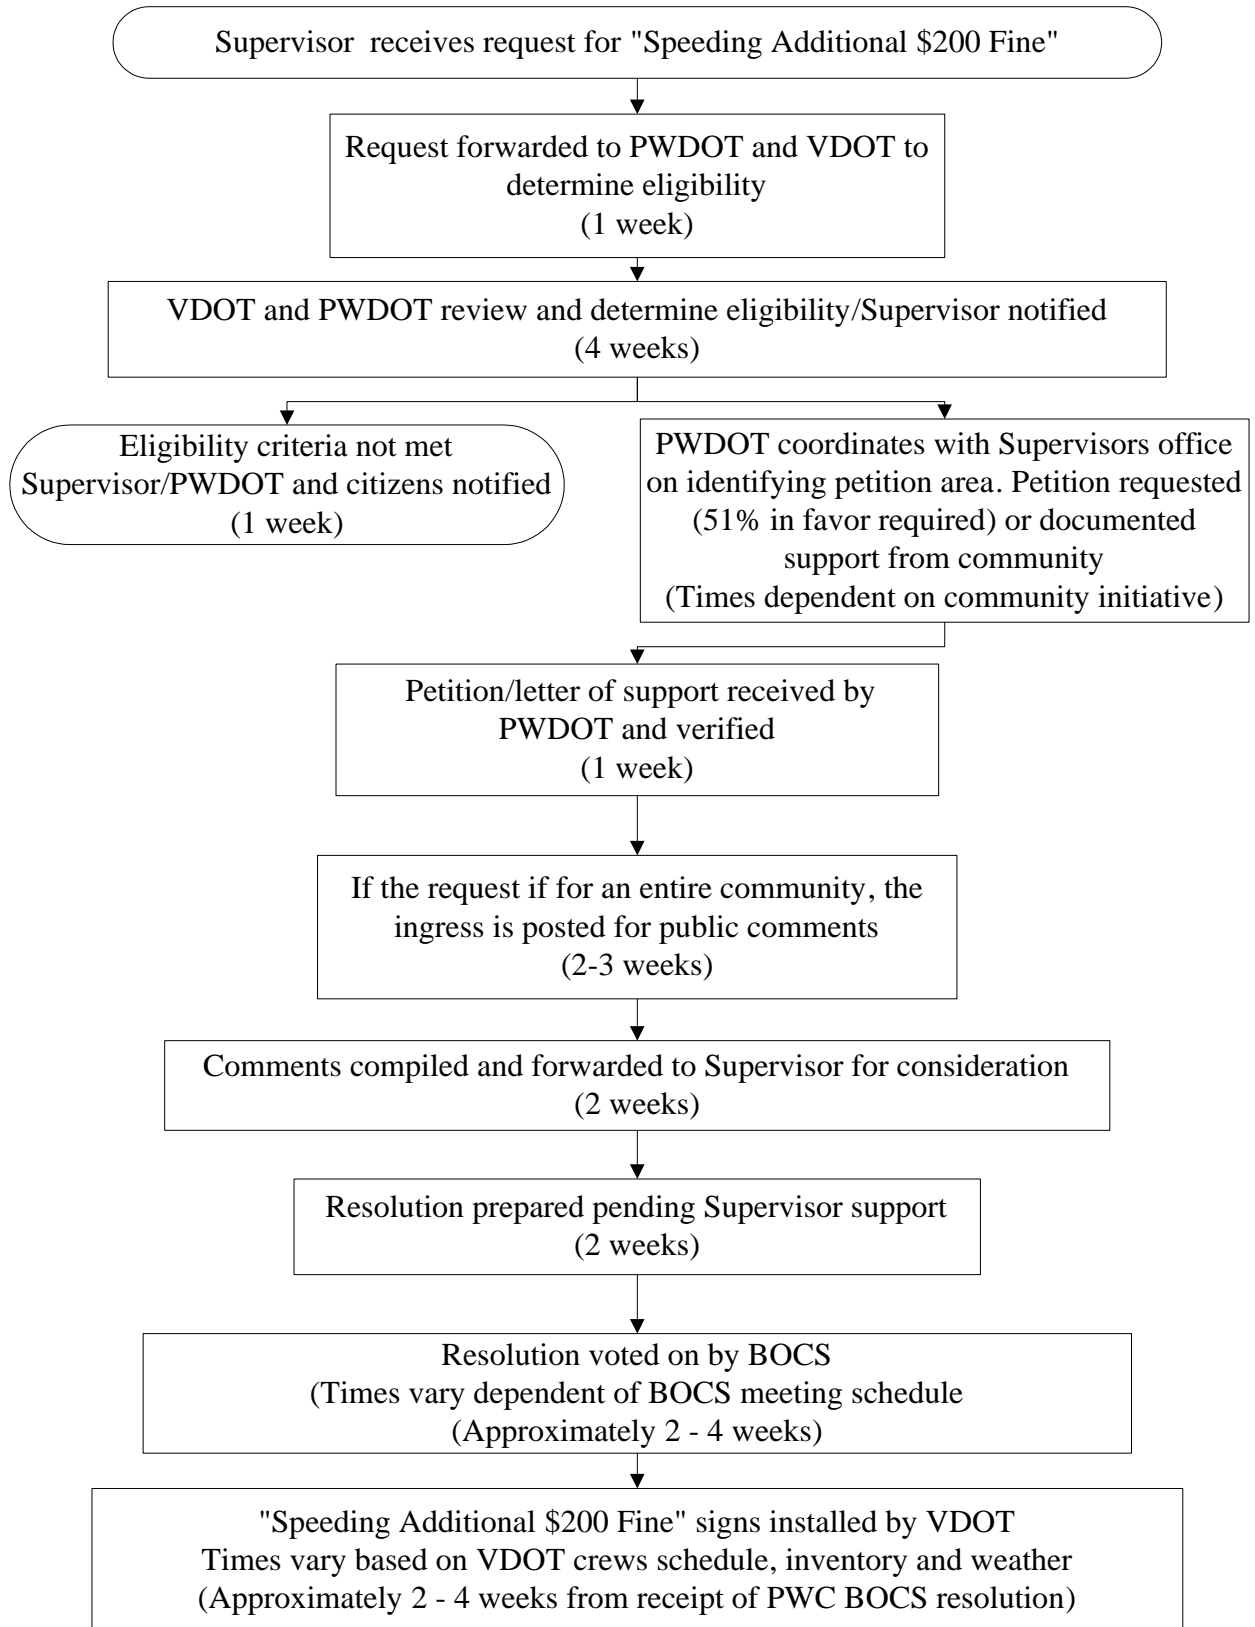 Supervisor  receives request for "Speeding Additional $200 Fine"
Request forwarded to PWDOT and VDOT to
determine eligibility
(1 week)
VDOT and PWDOT review and determine eligibility/Supervisor notified
(4 weeks)
Eligibility criteria not met
Supervisor/PWDOT and citizens notified
(1 week)
PWDOT coordinates with Supervisors office
on identifying petition area. Petition requested
(51% in favor required) or documented
support from community
(Times dependent on community initiative)
Petition/letter of support received by
PWDOT and verified
(1 week)
If the request if for an entire community, the
ingress is posted for public comments
(2-3 weeks)
Comments compiled and forwarded to Supervisor for consideration
(2 weeks)
Resolution prepared pending Supervisor support
(2 weeks)
Resolution voted on by BOCS
(Times vary dependent of BOCS meeting schedule
(Approximately 2 - 4 weeks)
"Speeding Additional $200 Fine" signs installed by VDOT
Times vary based on VDOT crews schedule, inventory and weather
(Approximately 2 - 4 weeks from receipt of PWC BOCS resolution)